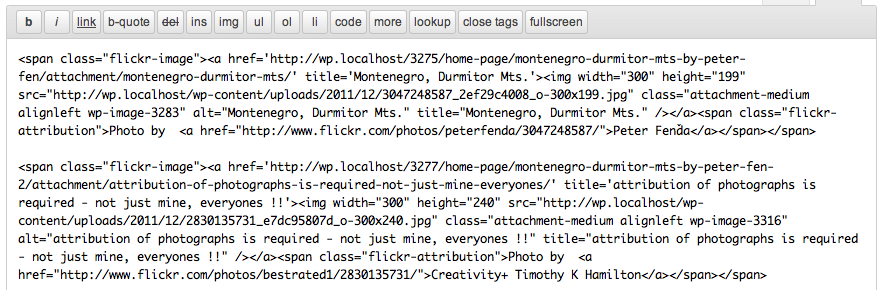 b i link b-quote del ins img ul ol li code more lookup close tags fullscreen
<span class="flickr-image"><a href='http://wp.localhost/3275/home-page/montenegro-durmitor-mts-by-peter-
fen/attachment/montenegro-durmitor-mts/' title='Montenegro, Durmitor Mts.'><img width="300" height="199"
src="http://wp.localhost/wp-content/uploads/2011/12/3047248587_2ef29c4008_o-300x199.jpg" class="attachment-medium
alignleft wp-image-3283" alt="Montenegro, Durmitor Mts." title="Montenegro, Durmitor Mts." /></a><span class="flickr-
attribution">Photo by  <a href="http://www.flickr.com/photos/peterfenda/3047248587/">Peter Fenda</a></span></span>

<span class="flickr-image"><a href='http://wp.localhost/3277/home-page/montenegro-durmitor-mts-by-peter-fen-
2/attachment/attribution-of-photographs-is-required-not-just-mine-everyones/' title='attribution of photographs is
required - not just mine, everyones !!'><img width="300" height="240" src="http://wp.localhost/wp-
content/uploads/2011/12/2830135731_e7dc95807d_o-300x240.jpg" class="attachment-medium alignleft wp-image-3316"
alt="attribution of photographs is required - not just mine, everyones !!" title="attribution of photographs is required
- not just mine, everyones !!" /></a><span class="flickr-attribution">Photo by  <a
href="http://www.flickr.com/photos/bestrated1/2830135731/">Creativity+ Timothy K Hamilton</a></span></span>